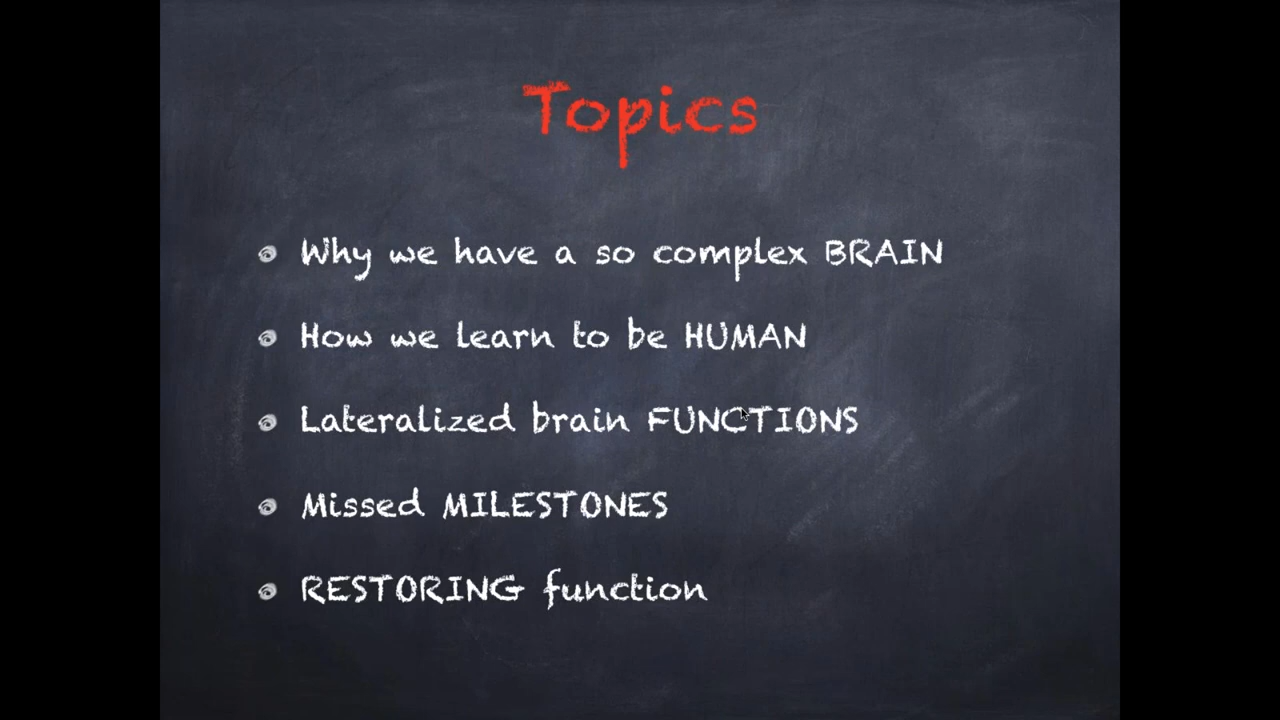 Topics
Why we have a so complex BRAIN
How we learn to be HUMAN
Lateralized brain FUNCTIONS
Missed MILESTONES
RESTORING function